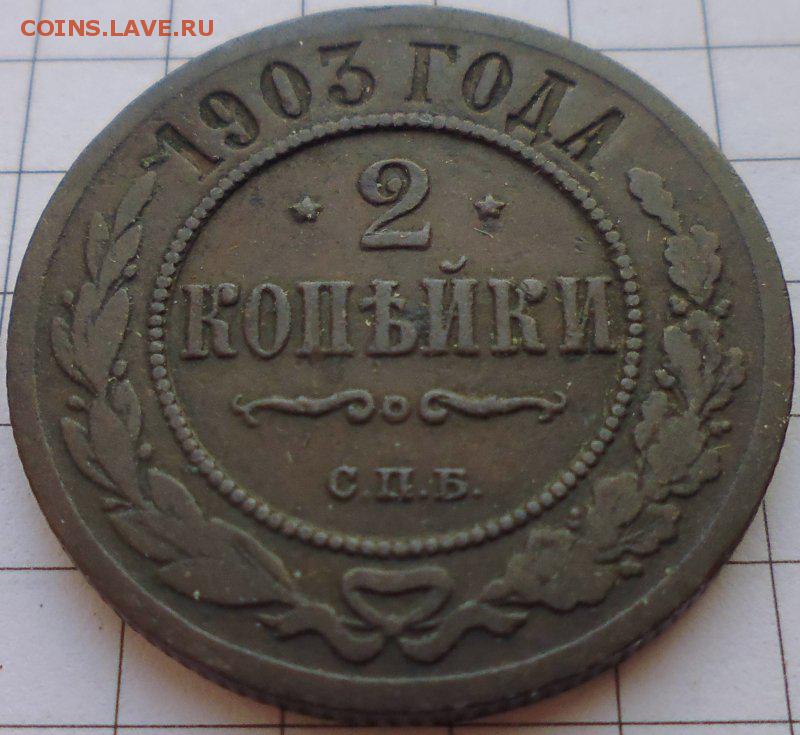 COINS.LAVE.RU
1903 ГОДА
* 2 *
КОПѢЙКИ
С.П.Б.